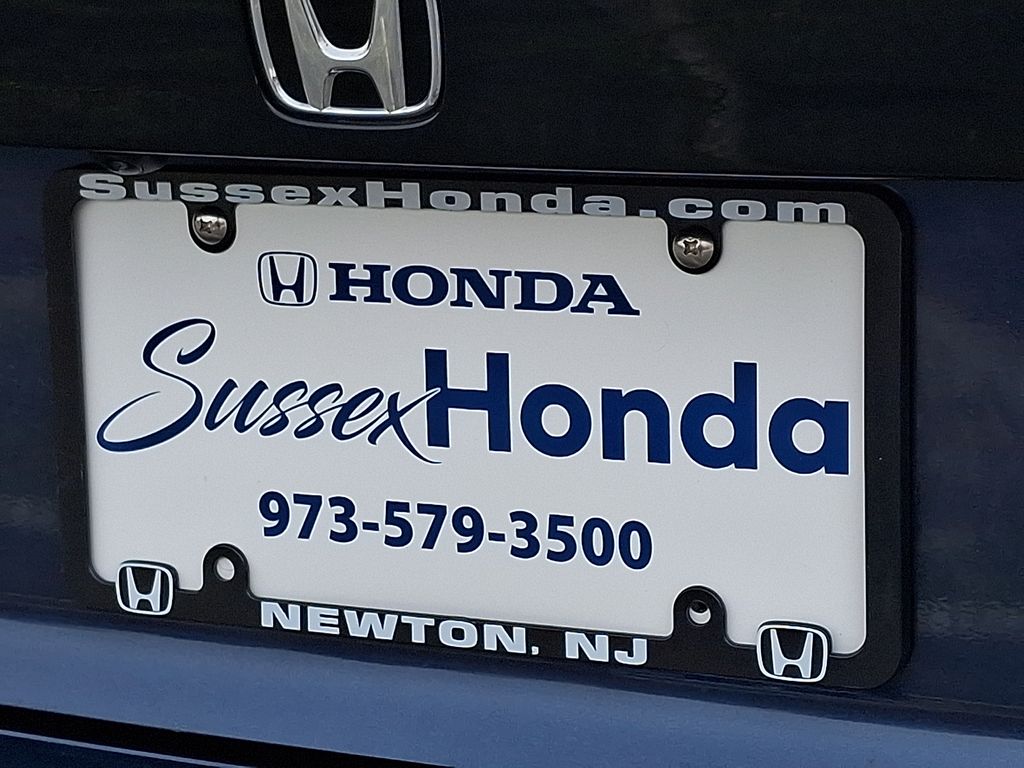 SussexHonda.com
HONDA
SussexHonda
973-579-3500
NEWTON, NJ